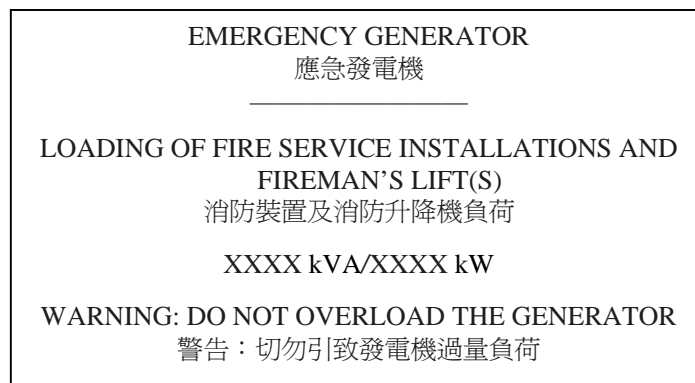 EMERGENCY GENERATOR
應急發電機
LOADING OF FIRE SERVICE INSTALLATIONS AND
FIREMAN’S LIFT(S)
消防裝置及消防升降機負荷
XXXX kVA/XXXX kW
WARNING: DO NOT OVERLOAD THE GENERATOR
警告：切勿引致發電機過量負荷